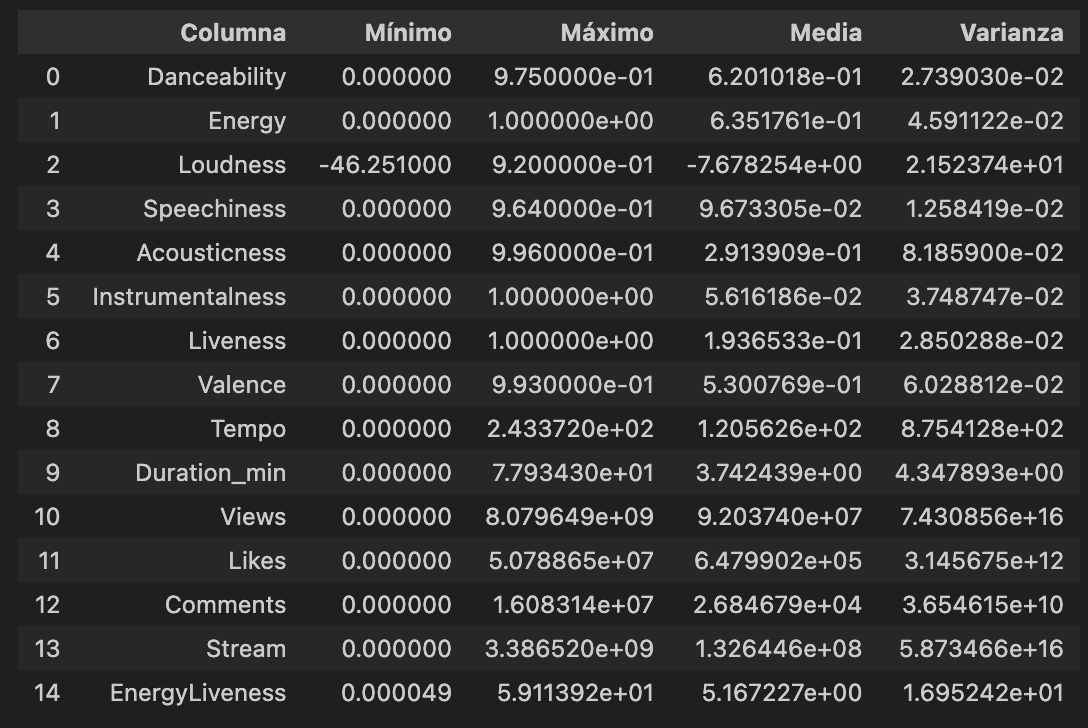 Columna Mínimo Máximo Media Varianza
0 Danceability 0.000000 9.750000e-01 6.201018e-01 2.739030e-02
1 Energy 0.000000 1.000000e+00 6.351761e-01 4.591122e-02
2 Loudness -46.251000 9.200000e-01 -7.678254e+00 2.152374e+01
3 Speechiness 0.000000 9.640000e-01 9.673305e-02 1.258419e-02
4 Acousticness 0.000000 9.960000e-01 2.913909e-01 8.185900e-02
5 Instrumentalness 0.000000 1.000000e+00 5.616186e-02 3.748747e-02
6 Liveness 0.000000 1.000000e+00 1.936533e-01 2.850288e-02
7 Valence 0.000000 9.930000e-01 5.300769e-01 6.028812e-02
8 Tempo 0.000000 2.433720e+02 1.205626e+02 8.754128e+02
9 Duration_min 0.000000 7.793430e+01 3.742439e+00 4.347893e+00
10 Views 0.000000 8.079649e+09 9.203740e+07 7.430856e+16
11 Likes 0.000000 5.078865e+07 6.479902e+05 3.145675e+12
12 Comments 0.000000 1.608314e+07 2.684679e+04 3.654615e+10
13 Stream 0.000000 3.386520e+09 1.326446e+08 5.873466e+16
14 EnergyLiveness 0.000049 5.911392e+01 5.167227e+00 1.695242e+01